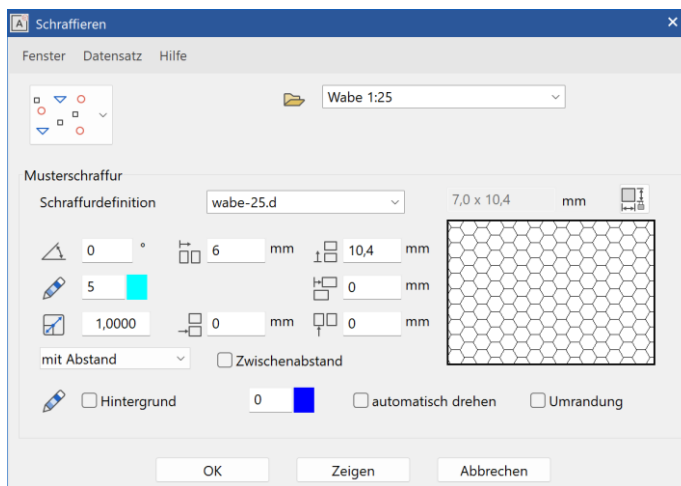 Schraffieren
Fenster Datensatz Hilfe
Wabe 1:25
Musterschraffur
Schraffurdefinition wabe-25.d 7,0 x 10,4 mm
0 ° 6 mm 10,4 mm
5 0 mm
1,0000 0 mm 0 mm
mit Abstand Zwischenabstand
Hintergrund 0 automatisch drehen Umrandung
OK Zeigen Abbrechen